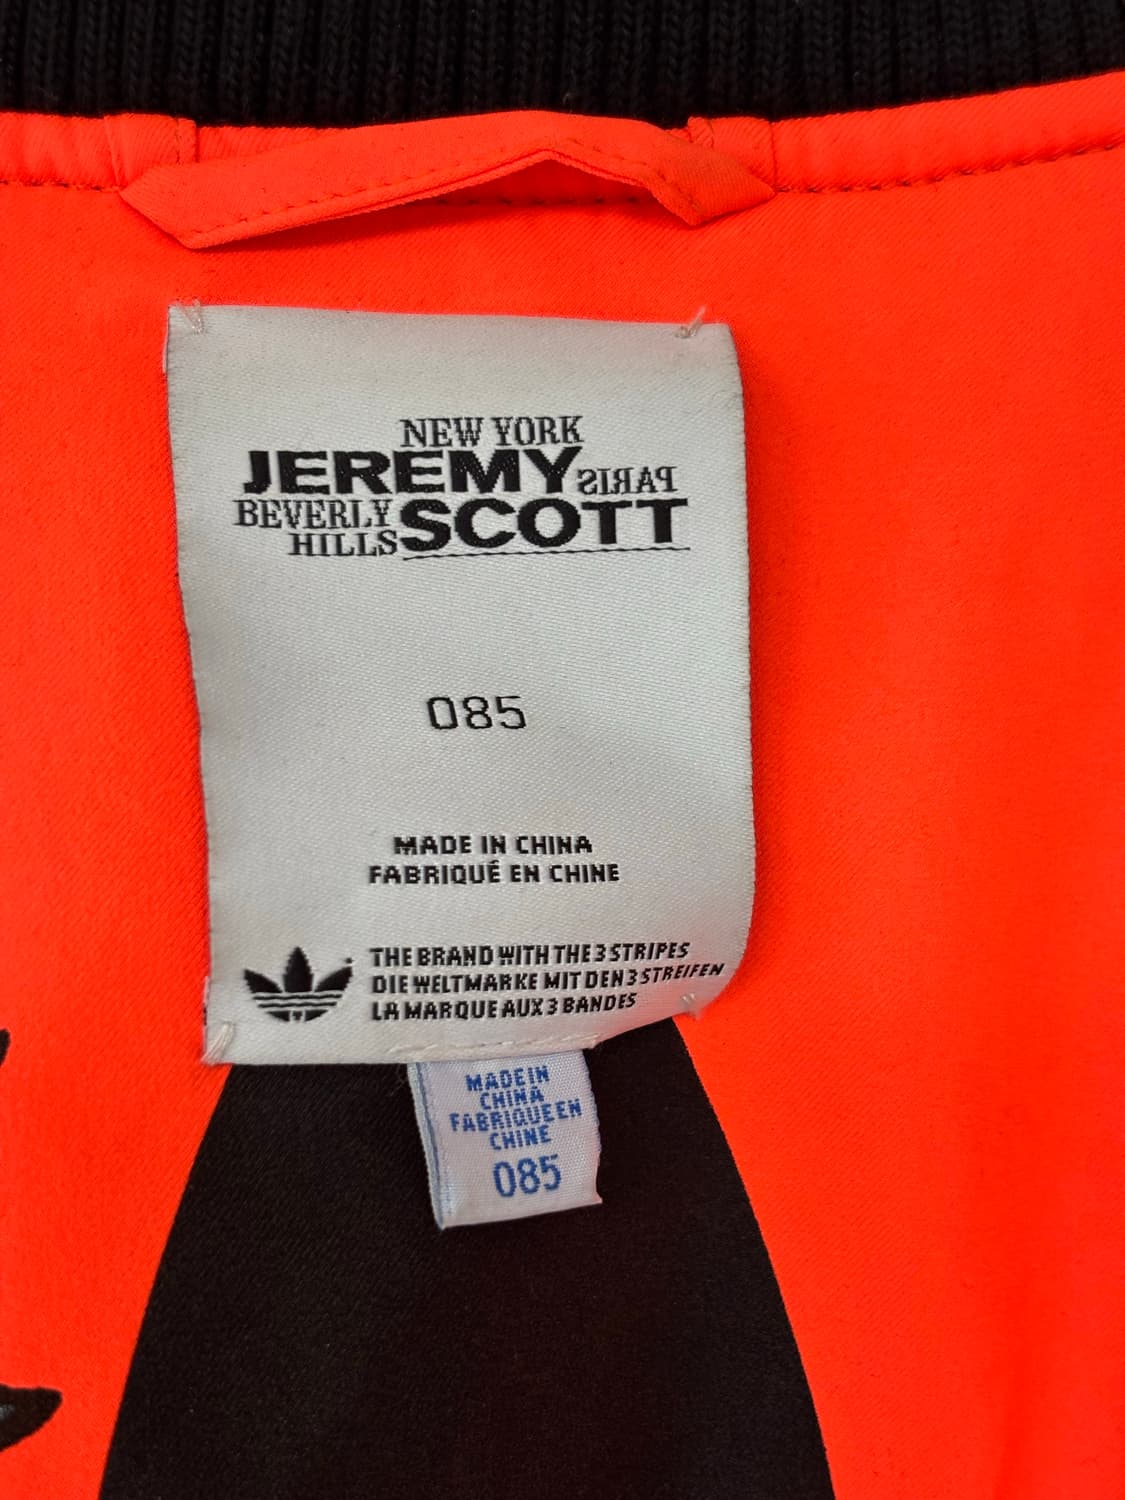 NEW YORK
JEREMY PARIS
BEVERLY SCOTT
HILLS
085
MADE IN CHINA
FABRIQUÉ EN CHINE
THE BRAND WITH THE 3 STRIPES
DIE WELTMARKE MIT DEN 3 STREIFEN
LA MARQUE AUX 3 BANDES
MADE IN
CHINA
FABRIQUE EN
CHINE
085